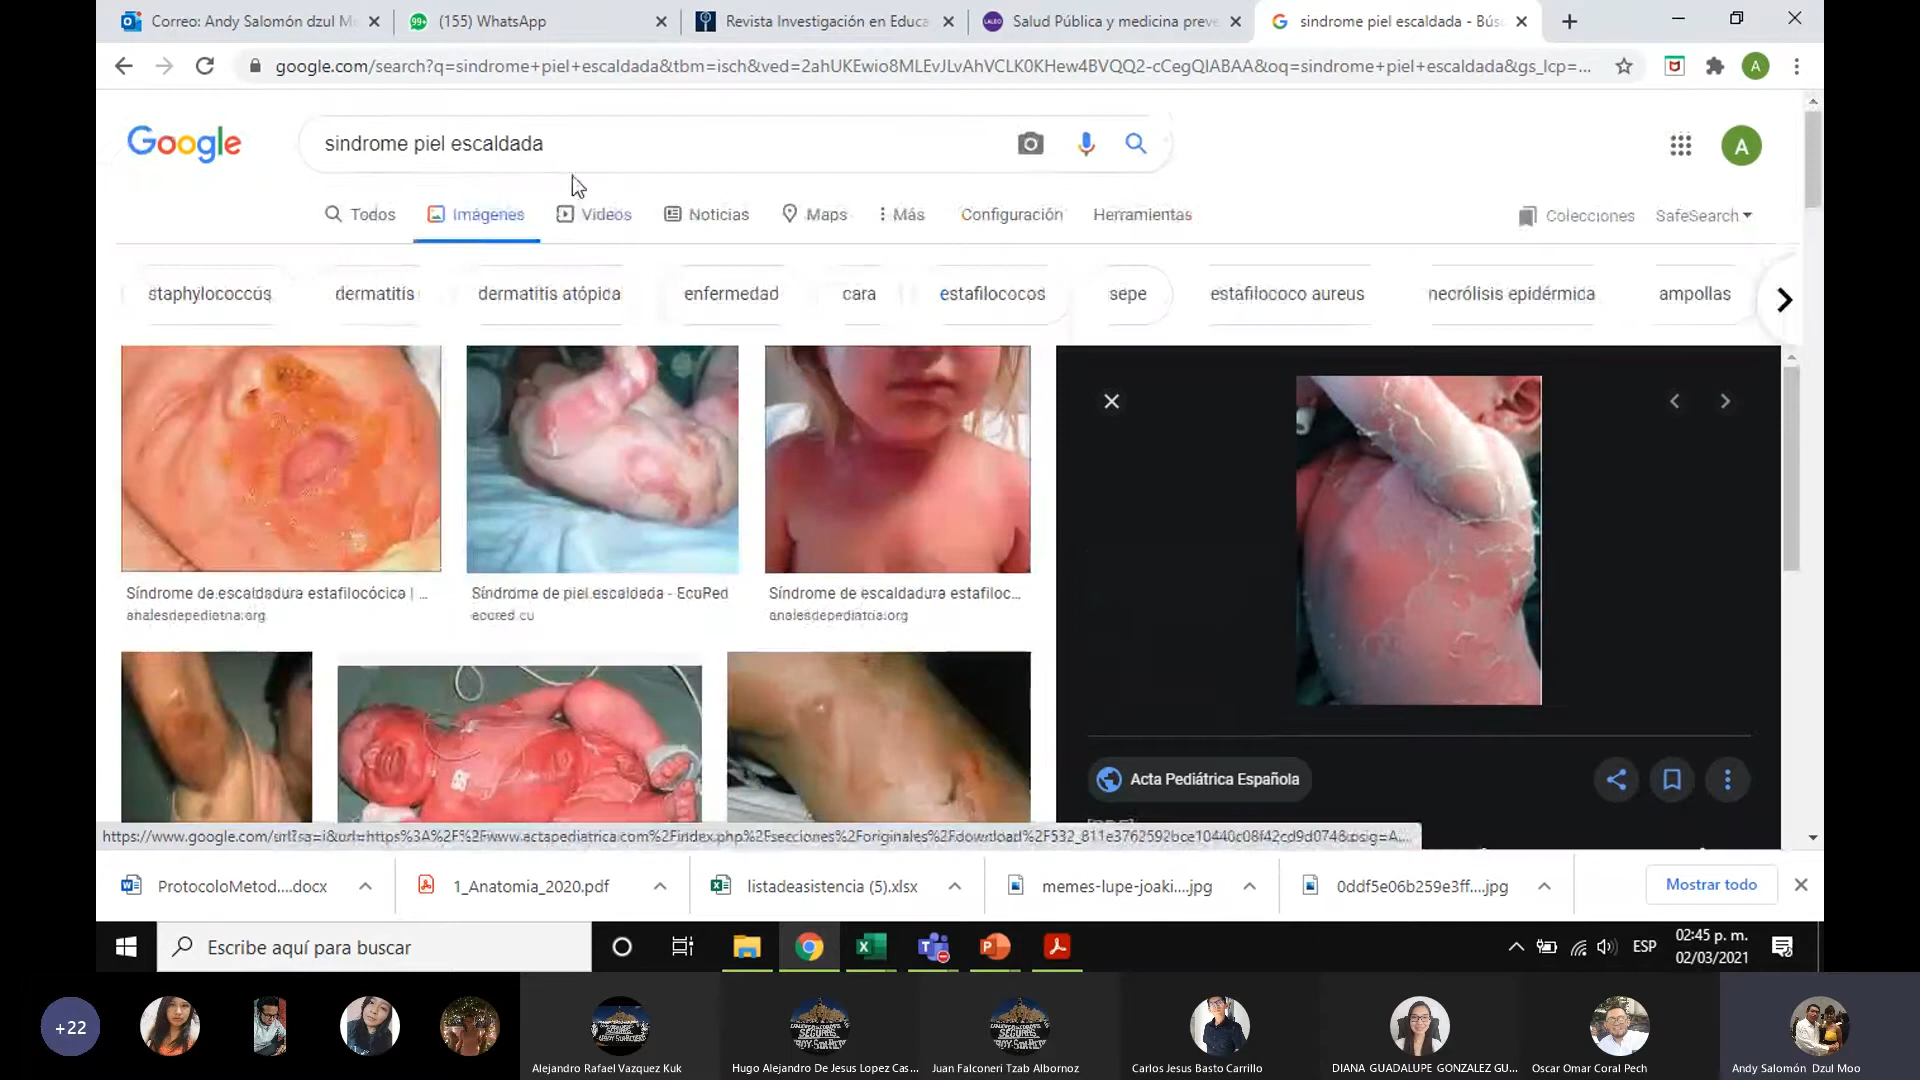 Correo: Andy Salomón dzul M
(155) WhatsApp
Revista Investigación en Educa
Salud Pública y medicina preve
sindrome piel escaldada - Bús
google.com/search?q=sindrome+piel+escaldada&tbm=isch&ved=2ahUKEwio8MLEvJLvAhVCLK0KHew4BVQQ2-cCegQIABAA&oq=sindrome+piel+escaldada&gs_lcp=...
A
Google
sindrome piel escaldada
A
Todos
Imágenes
Videos
Noticias
Maps
Más
Configuración
Herramientas
Colecciones
SafeSearch
staphylococcus
dermatitis
dermatitis atópica
enfermedad
cara
estafilococos
sepe
estafilococo aureus
necrólisis epidérmida
ampollas
Síndrome de escaldadura estafilocócica | ...
analesdepediatria.org
Síndrome de piel escaldada - EcuRed
ecured.cu
Síndrome de escaldadura estafiloc...
analesdepediatria.org
Acta Pediátrica Española
ProtocoloMetod....docx
1_Anatomia_2020.pdf
listadeasistencia (5).xlsx
memes-lupe-joaki....jpg
0ddf5e06b259e3ff....jpg
Mostrar todo
Escribe aquí para buscar
ESP
02:45 p. m.
02/03/2021
+22
Alejandro Rafael Vazquez Kuk
Hugo Alejandro De Jesus Lopez Cas...
Juan Falconeri Tzab Albornoz
Carlos Jesus Basto Carrillo
DIANA GUADALUPE GONZALEZ GU...
Oscar Omar Coral Pech
Andy Salomón Dzul Moo